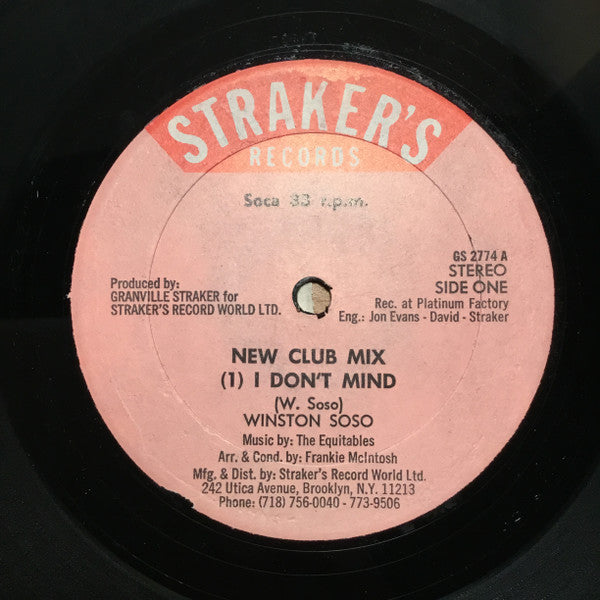 STRAKER'S
RECORDS
Soca 33 r.p.m.
GS 2774 A
STEREO
SIDE ONE
Produced by:
GRANVILLE STRAKER for
STRAKER'S RECORD WORLD LTD.
Rec. at Platinum Factory
Eng.: Jon Evans - David - Straker
NEW CLUB MIX
(1) I DON'T MIND
(W. Soso)
WINSTON SOSO
Music by: The Equitables
Arr. & Cond. by: Frankie McIntosh
Mfg. & Dist. by: Straker's Record World Ltd.
242 Utica Avenue, Brooklyn, N.Y. 11213
Phone: (718) 756-0040 - 773-9506